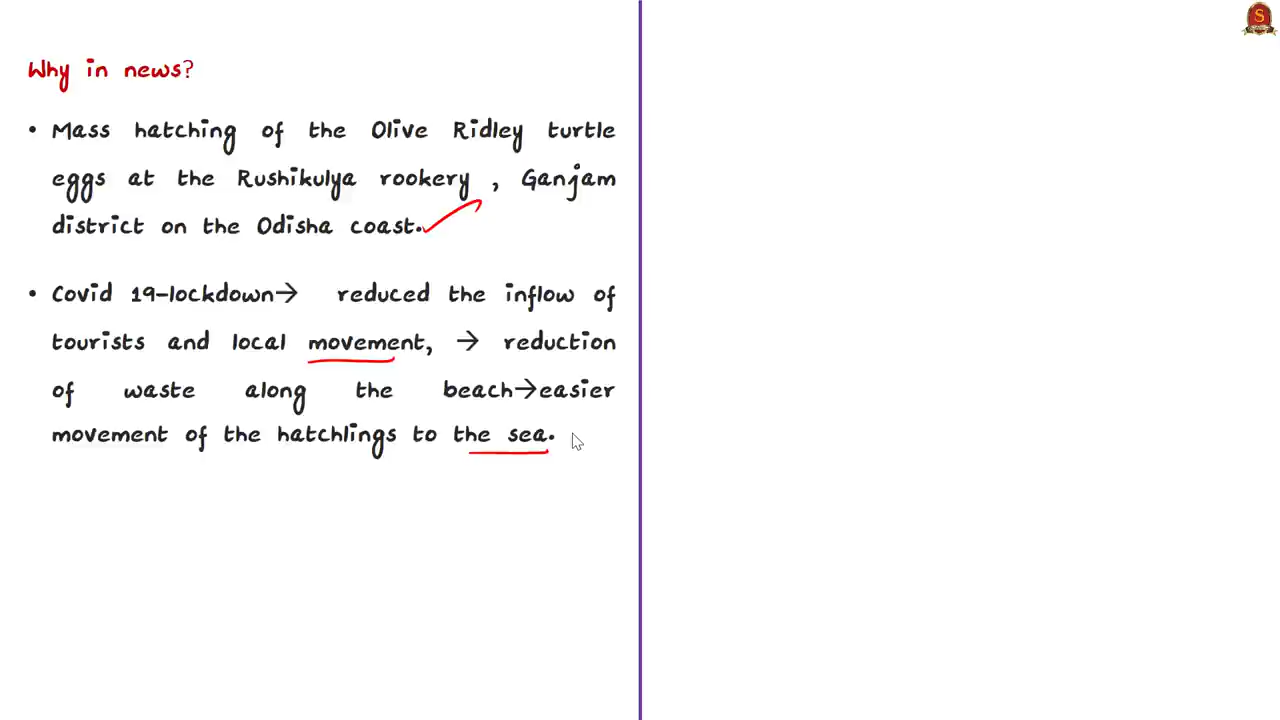 Why in news?
• Mass hatching of the Olive Ridley turtle
eggs at the Rushikulya rookery , Ganjam
district on the Odisha coast.
• Covid 19-lockdown→ reduced the inflow of
tourists and local movement, → reduction
of waste along the beach→easier
movement of the hatchlings to the sea.
S